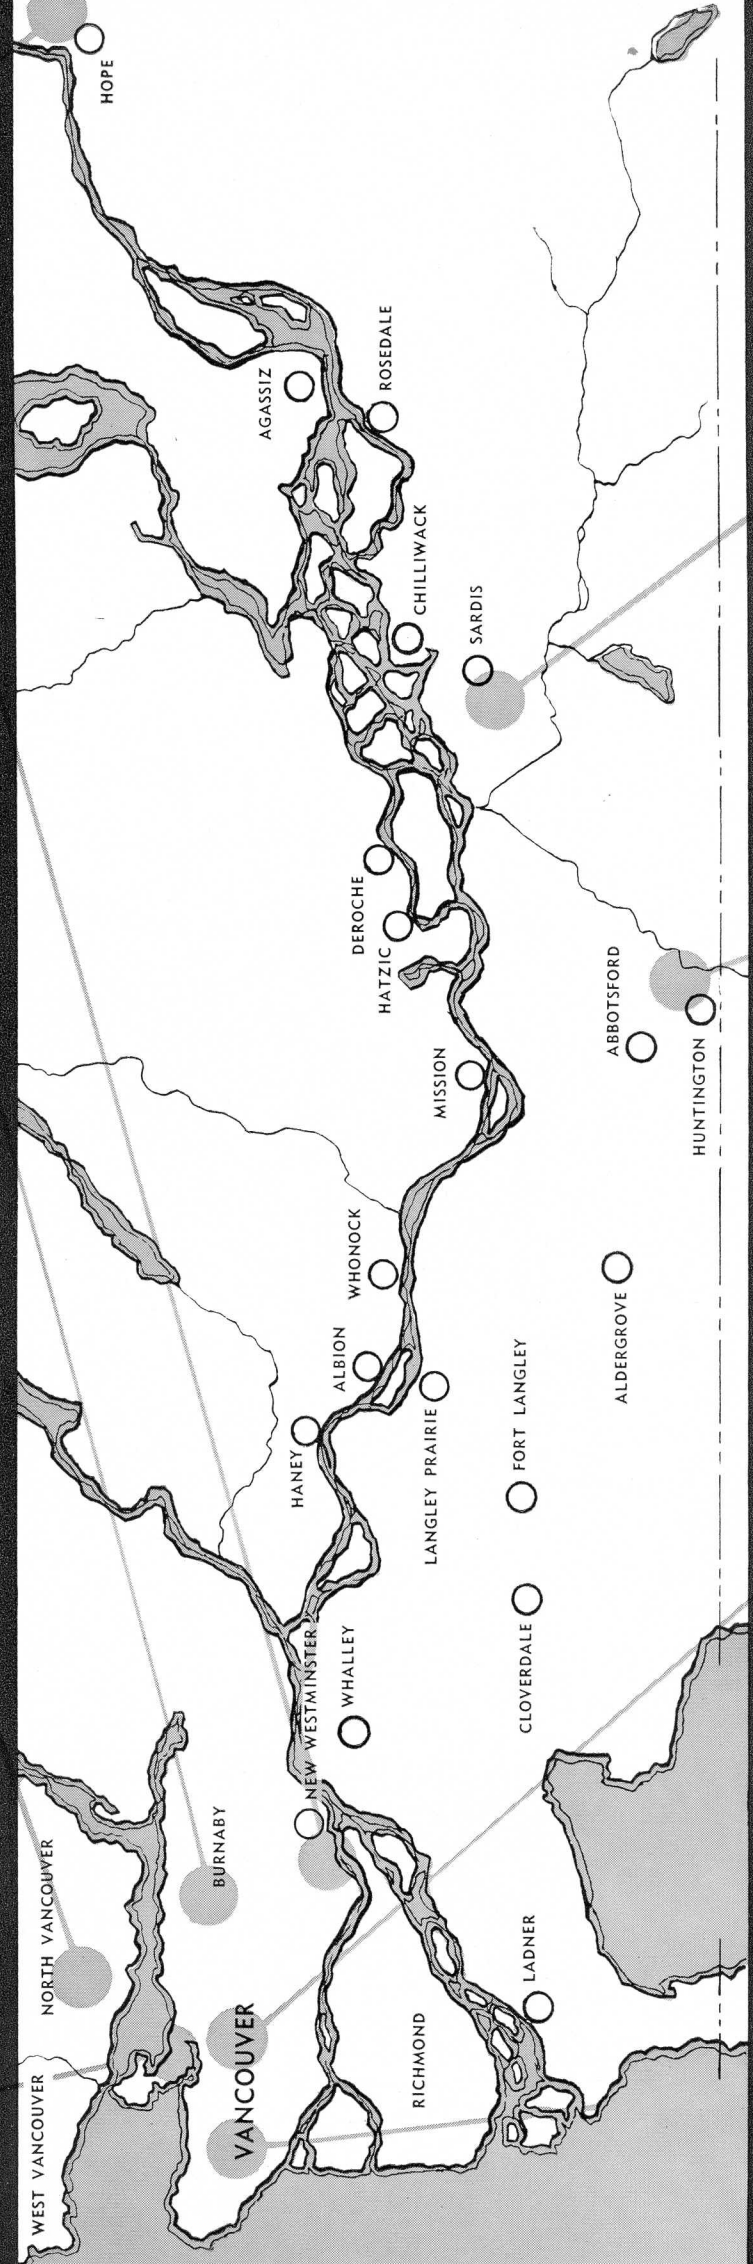 WEST VANCOUVER
NORTH VANCOUVER
VANCOUVER
BURNABY
RICHMOND
LADNER
NEW WESTMINSTER
WHALLEY
CLOVERDALE
HANEY
LANGLEY PRAIRIE
FORT LANGLEY
ALBION
WHONOCK
ALDERGROVE
MISSION
HUNTINGTON
ABBOTSFORD
HATZIC
DEROCHE
SARDIS
CHILLIWACK
AGASSIZ
ROSEDALE
HOPE